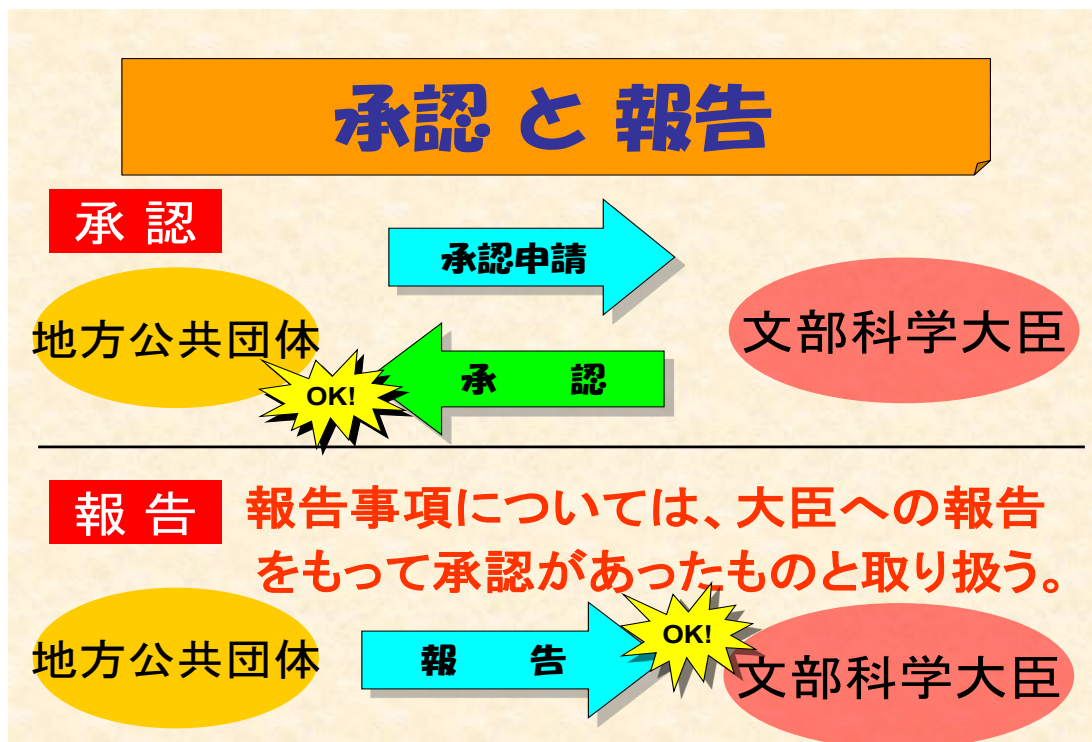 承認 と 報告
承 認
承認申請
地方公共団体
文部科学大臣
承 認
OK!
報 告
報告事項については、大臣への報告
をもって承認があったものと取り扱う。
OK!
地方公共団体
報 告
文部科学大臣